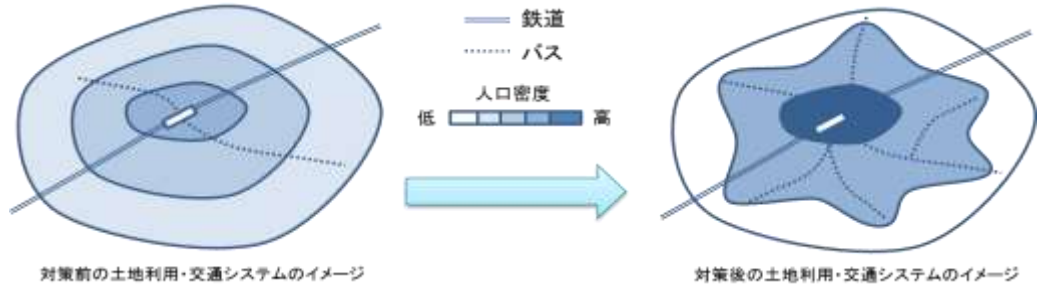 鉄道
バス
人口密度
低
高
対策前の土地利用・交通システムのイメージ
対策後の土地利用・交通システムのイメージ